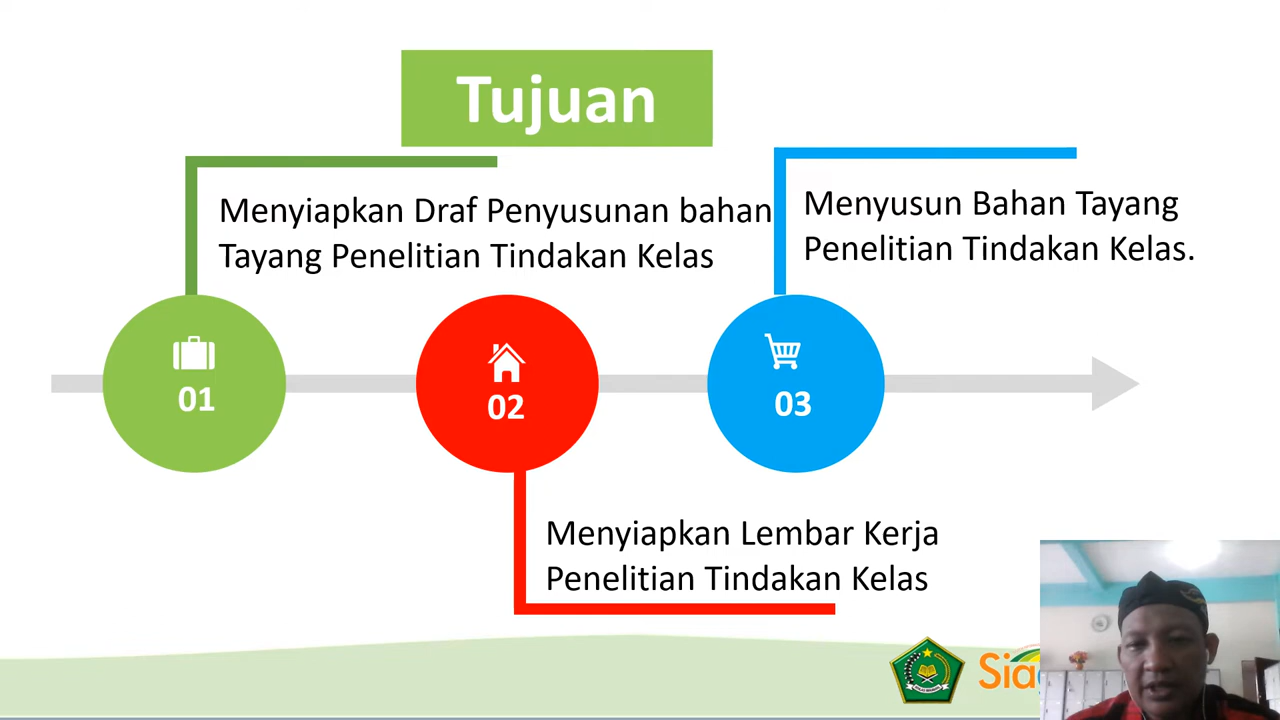 Tujuan
Menyiapkan Draf Penyusunan bahan
Tayang Penelitian Tindakan Kelas
Menyusun Bahan Tayang
Penelitian Tindakan Kelas.
01
02
03
Menyiapkan Lembar Kerja
Penelitian Tindakan Kelas